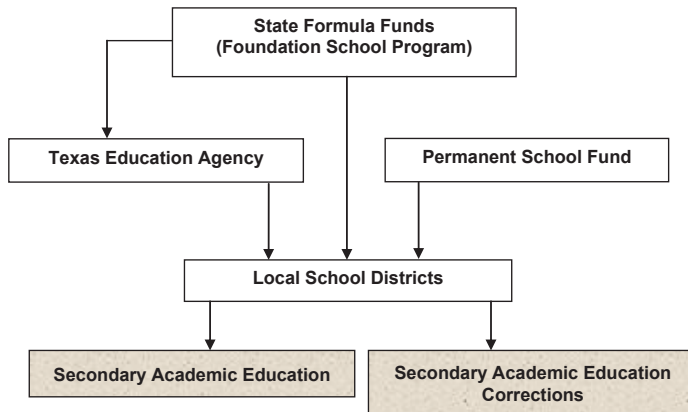 State Formula Funds
(Foundation School Program)
Texas Education Agency
Permanent School Fund
Local School Districts
Secondary Academic Education
Secondary Academic Education
Corrections